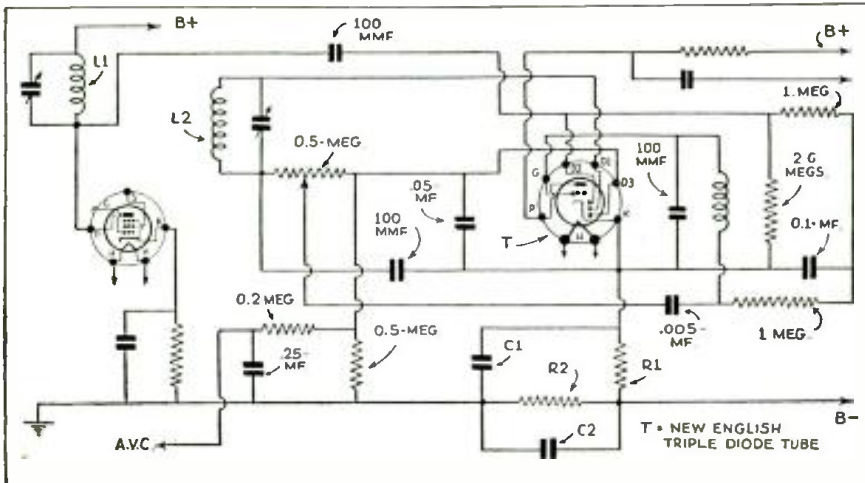 B+
100
MMF
B+
L1
1. MEG
L2
0.5-MEG
100
MMF
D2
D1
G
D3
P
K
H
.05-
MF
2 G
MEGS.
100
MMF
T
0.1-MF.
0.2 MEG
.005-
MF
1 MEG.
.25-
MF
0.5-MEG
C1
R2
R1
B-
C2
A.V.C
T = NEW ENGLISH
TRIPLE DIODE TUBE